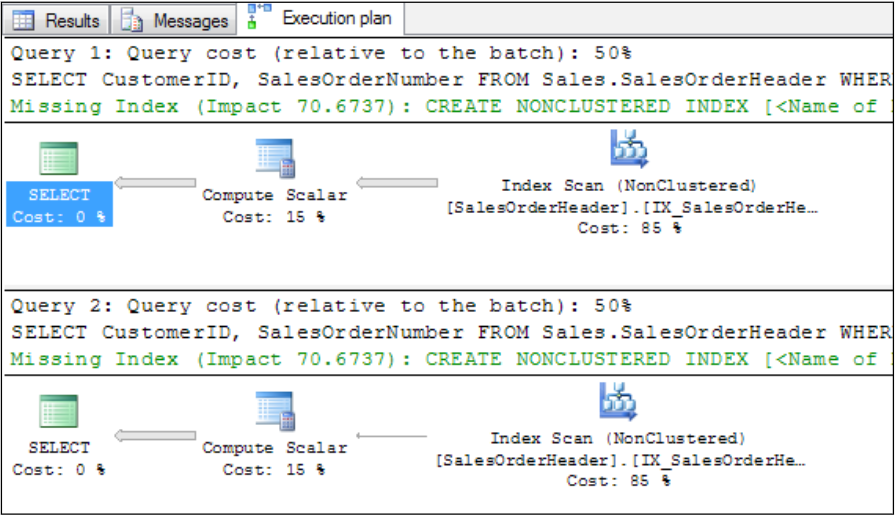 Results Messages Execution plan
Query 1: Query cost (relative to the batch): 50%
SELECT CustomerID, SalesOrderNumber FROM Sales.SalesOrderHeader WHER
Missing Index (Impact 70.6737): CREATE NONCLUSTERED INDEX [<Name of
SELECT
Cost: 0 %
Compute Scalar
Cost: 15 %
Index Scan (NonClustered)
[SalesOrderHeader].[IX_SalesOrderHe…
Cost: 85 %
Query 2: Query cost (relative to the batch): 50%
SELECT CustomerID, SalesOrderNumber FROM Sales.SalesOrderHeader WHER
Missing Index (Impact 70.6737): CREATE NONCLUSTERED INDEX [<Name of
SELECT
Cost: 0 %
Compute Scalar
Cost: 15 %
Index Scan (NonClustered)
[SalesOrderHeader].[IX_SalesOrderHe…
Cost: 85 %